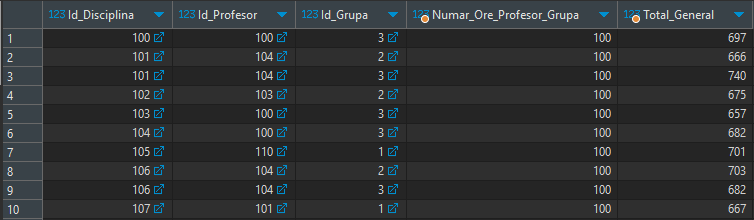 123 Id_Disciplina 123 Id_Profesor 123 Id_Grupa 123 Numar_Ore_Profesor_Grupa 123 Total_General
1 100 100 3 100 697
2 101 104 2 100 666
3 101 104 3 100 740
4 102 103 2 100 675
5 103 100 3 100 657
6 104 100 3 100 682
7 105 110 1 100 701
8 106 104 2 100 703
9 106 104 3 100 682
10 107 101 1 100 667